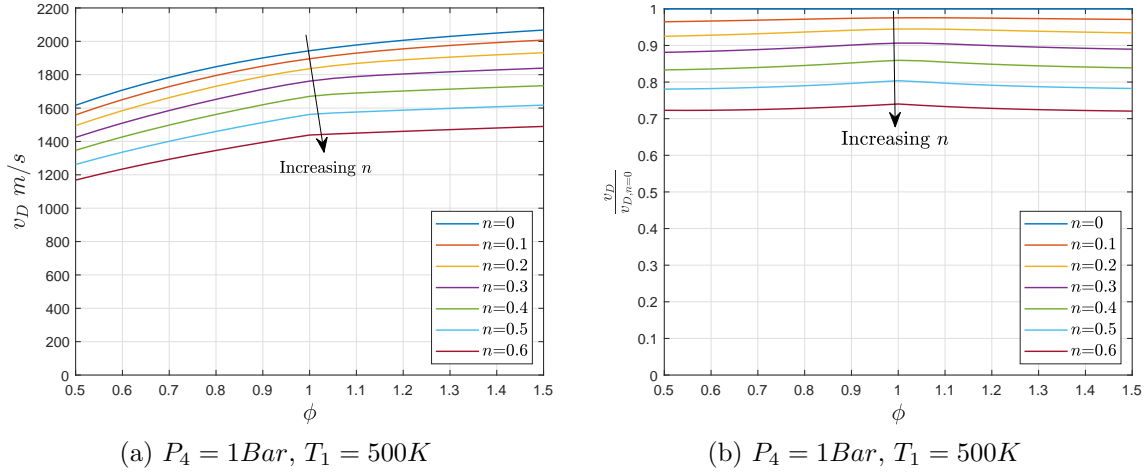 2200
2000
1800
1600
1400
1200
1000
800
600
400
200
0
v_D m/s
0.5 0.6 0.7 0.8 0.9 1 1.1 1.2 1.3 1.4 1.5
ϕ
Increasing n
n=0
n=0.1
n=0.2
n=0.3
n=0.4
n=0.5
n=0.6
(a) P_4 = 1Bar, T_1 = 500K
1
0.9
0.8
0.7
0.6
0.5
0.4
0.3
0.2
0.1
0
v_D
v_{D,n=0}
0.5 0.6 0.7 0.8 0.9 1 1.1 1.2 1.3 1.4 1.5
ϕ
Increasing n
n=0
n=0.1
n=0.2
n=0.3
n=0.4
n=0.5
n=0.6
(b) P_4 = 1Bar, T_1 = 500K